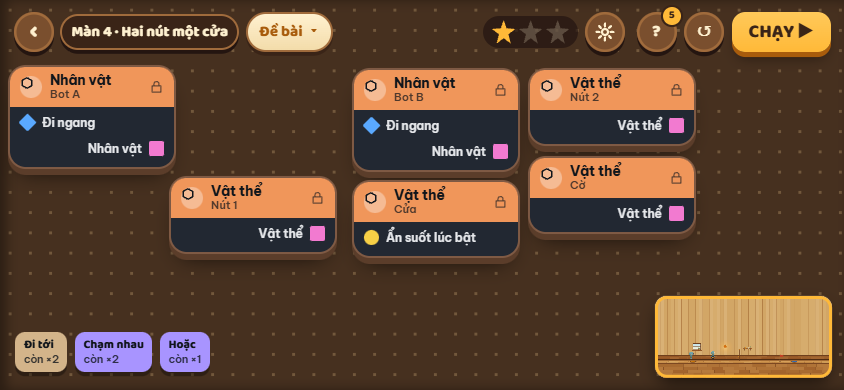 Màn 4 · Hai nút một cửa
Đề bài
5
?
CHẠY
Nhân vật
Bot A
Đi ngang
Nhân vật
Vật thể
Nút 1
Vật thể
Nhân vật
Bot B
Đi ngang
Nhân vật
Vật thể
Cửa
Ẩn suốt lúc bật
Vật thể
Nút 2
Vật thể
Vật thể
Cờ
Vật thể
Đi tới
còn ×2
Chạm nhau
còn ×2
Hoặc
còn ×1